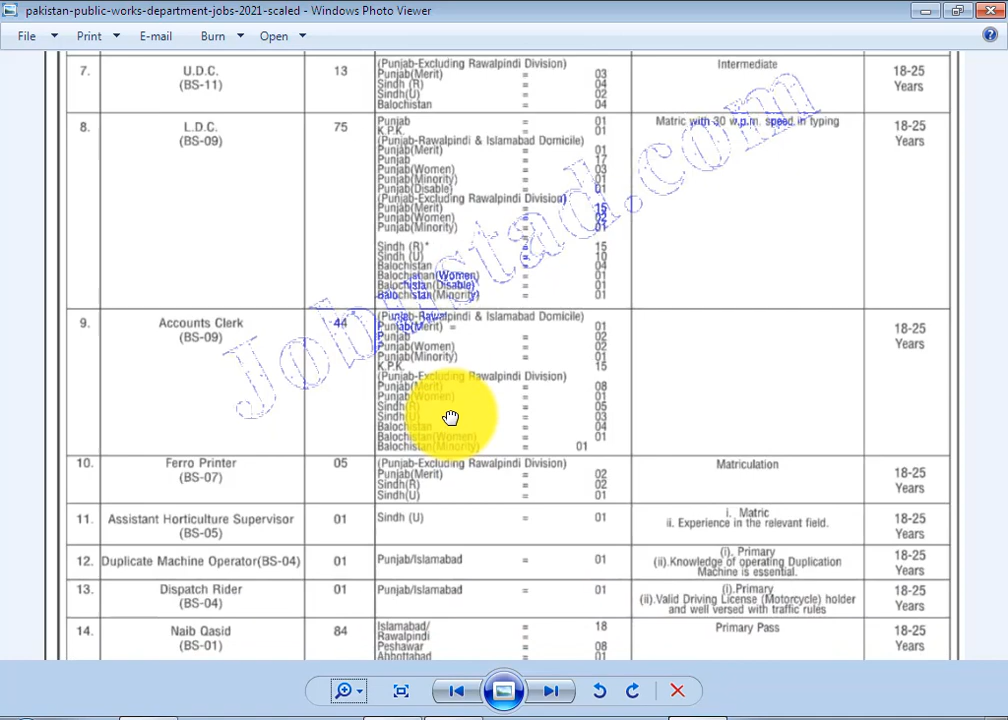 pakistan-public-works-department-jobs-2021-scaled - Windows Photo Viewer
File Print E-mail Burn Open
7. U.D.C. (BS-11) 13
(Punjab-Excluding Rawalpindi Division)
Punjab(Merit) = 03
Sindh (R) = 04
Sindh(U) = 02
Balochistan = 04
Intermediate
18-25 Years
8. L.D.C. (BS-09) 75
Punjab = 01
K.P.K. = 01
(Punjab-Rawalpindi & Islamabad Domicile)
Punjab(Merit) = 01
Punjab = 17
Punjab(Women) = 03
Punjab(Minority) = 01
Punjab(Disable) = 01
(Punjab-Excluding Rawalpindi Division)
Punjab(Merit) = 15
Punjab(Women) = 02
Punjab(Minority) = 01
Sindh (R)* = 15
Sindh (U) = 10
Balochistan = 04
Balochistan(Women) = 01
Balochistan(Disable) = 01
Balochistan(Minority) = 01
Matric with 30 w.p.m. speed in typing
18-25 Years
9. Accounts Clerk (BS-09) 44
(Punjab-Rawalpindi & Islamabad Domicile)
Punjab(Merit) = 01
Punjab = 02
Punjab(Women) = 02
Punjab(Minority) = 01
K.P.K. = 15
(Punjab-Excluding Rawalpindi Division)
Punjab(Merit) = 08
Punjab(Women) = 01
Sindh(R) = 05
Sindh(U) = 03
Balochistan = 04
Balochistan(Women) = 01
Balochistan(Minority) = 01
18-25 Years
10. Ferro Printer (BS-07) 05
(Punjab-Excluding Rawalpindi Division)
Punjab(Merit) = 02
Sindh(R) = 02
Sindh(U) = 01
Matriculation
18-25 Years
11. Assistant Horticulture Supervisor (BS-05) 01
Sindh (U) = 01
i. Matric
ii. Experience in the relevant field.
18-25 Years
12. Duplicate Machine Operator(BS-04) 01
Punjab/Islamabad = 01
(i). Primary
(ii).Knowledge of operating Duplication
Machine is essential.
18-25 Years
13. Dispatch Rider (BS-04) 01
Punjab/Islamabad = 01
(i).Primary
(ii).Valid Driving License (Motorcycle) holder
and well versed with traffic rules
18-25 Years
14. Naib Qasid (BS-01) 84
Islamabad/ = 18
Rawalpindi =
Peshawar = 08
Abbottabad = 01
Primary Pass
18-25 Years